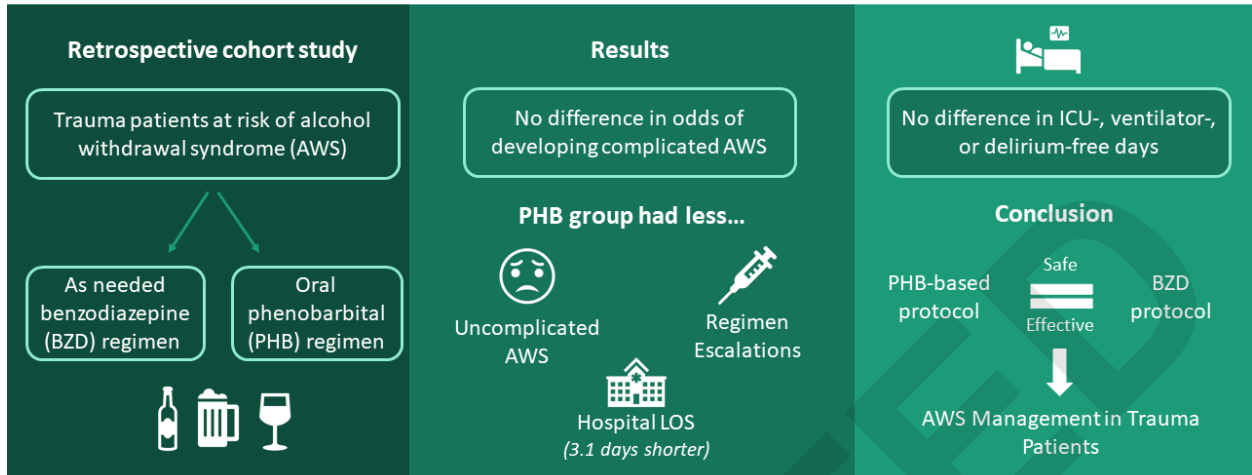 Retrospective cohort study
Trauma patients at risk of alcohol
withdrawal syndrome (AWS)
As needed
benzodiazepine
(BZD) regimen
Oral
phenobarbital
(PHB) regimen
Results
No difference in odds of
developing complicated AWS
PHB group had less…
Uncomplicated
AWS
Regimen
Escalations
Hospital LOS
(3.1 days shorter)
No difference in ICU-, ventilator-,
or delirium-free days
Conclusion
PHB-based
protocol
Safe
Effective
BZD
protocol
AWS Management in Trauma
Patients